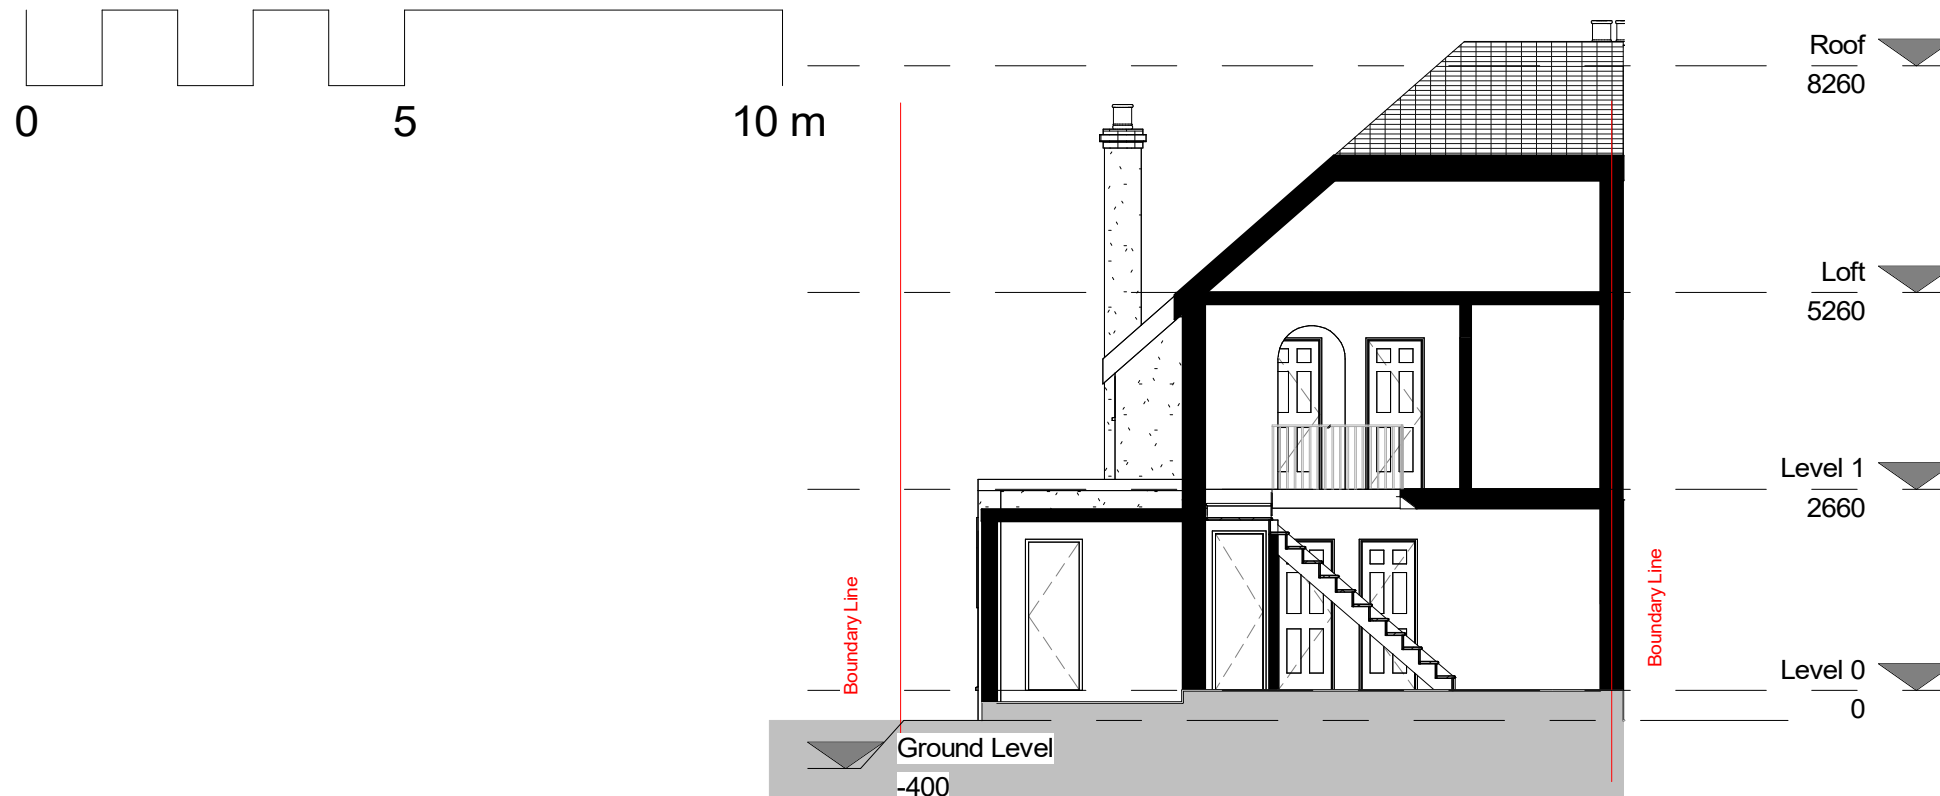 0 5 10 m
Roof
8260
Loft
5260
Level 1
2660
Boundary Line
Boundary Line
Level 0
0
Ground Level
-400